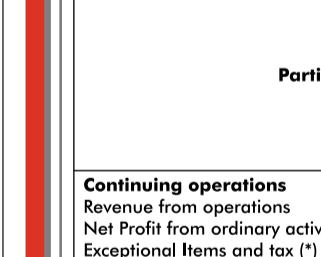 Parti
Continuing operations
Revenue from operations
Net Profit from ordinary activ
Exceptional Items and tax (*)